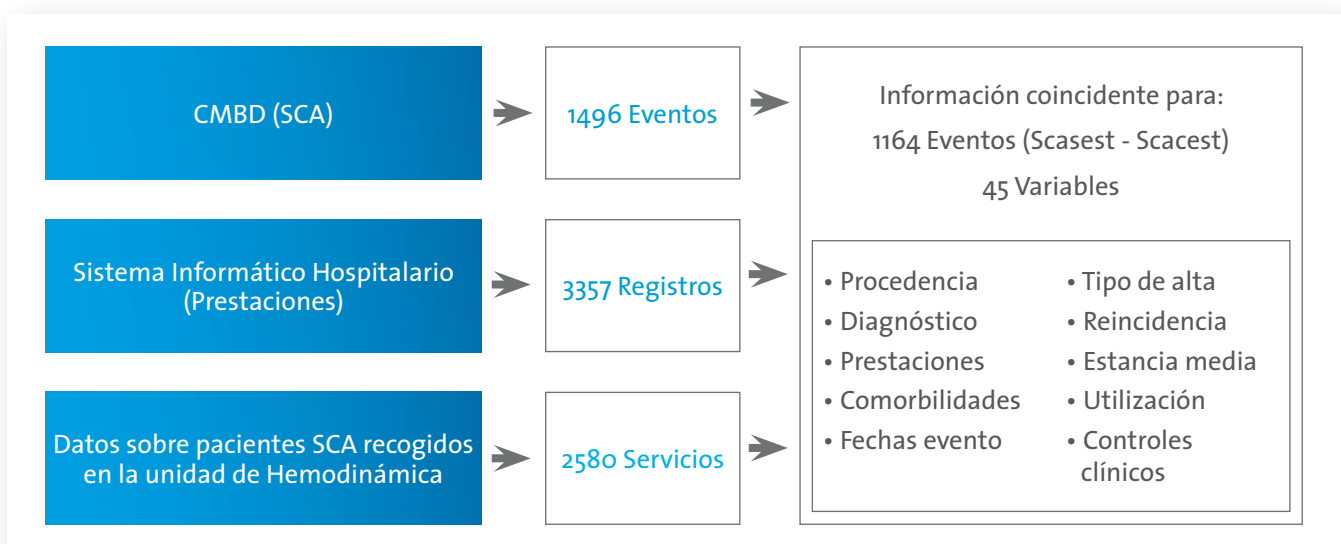 CMBD (SCA)
1496 Eventos
Sistema Informático Hospitalario
(Prestaciones)
3357 Registros
Datos sobre pacientes SCA recogidos
en la unidad de Hemodinámica
2580 Servicios
Información coincidente para:
1164 Eventos (Scasest - Scacest)
45 Variables
• Procedencia
• Diagnóstico
• Prestaciones
• Comorbilidades
• Fechas evento
• Tipo de alta
• Reincidencia
• Estancia media
• Utilización
• Controles
clínicos